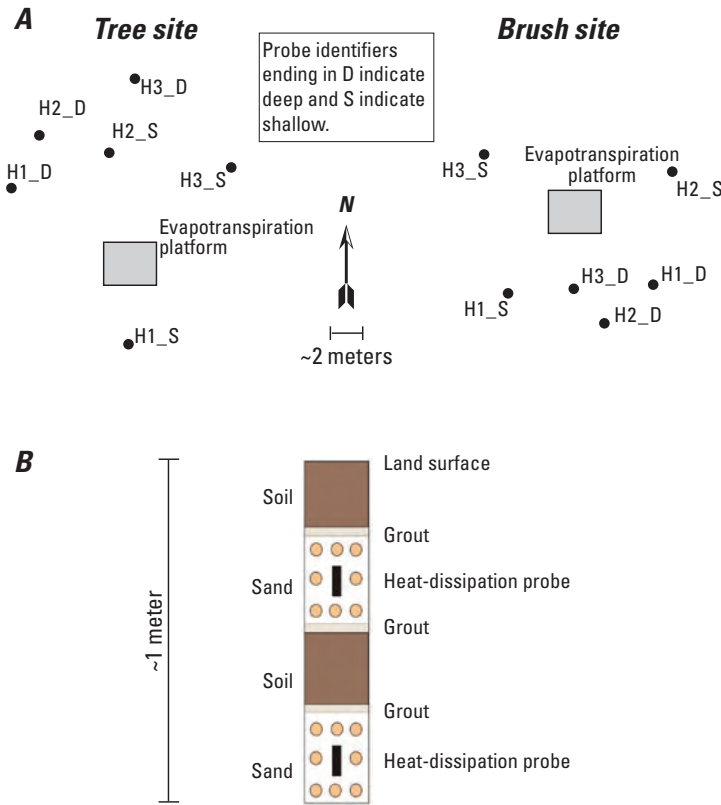 A
Tree site
Brush site
Probe identifiers
ending in D indicate
deep and S indicate
shallow.
H3_D
H2_D
H2_S
H1_D
H3_S
Evapotranspiration
platform
H1_S
N
~2 meters
H3_S
Evapotranspiration
platform
H2_S
H3_D
H1_D
H1_S
H2_D
B
~1 meter
Land surface
Soil
Grout
Sand
Heat-dissipation probe
Grout
Soil
Grout
Sand
Heat-dissipation probe